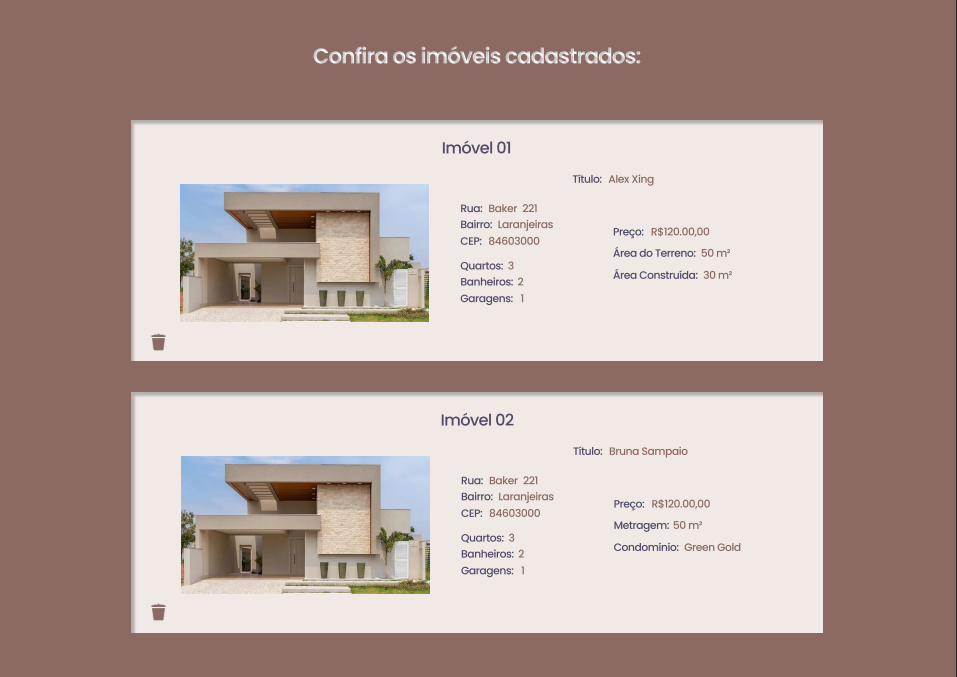 Confira os imóveis cadastrados:
Imóvel 01
Título: Alex Xing
Rua: Baker 221
Bairro: Laranjeiras
CEP: 84603000
Quartos: 3
Banheiros: 2
Garagens: 1
Preço: R$120.00,00
Área do Terreno: 50 m²
Área Construída: 30 m²
Imóvel 02
Título: Bruna Sampaio
Rua: Baker 221
Bairro: Laranjeiras
CEP: 84603000
Quartos: 3
Banheiros: 2
Garagens: 1
Preço: R$120.00,00
Metragem: 50 m²
Condomínio: Green Gold